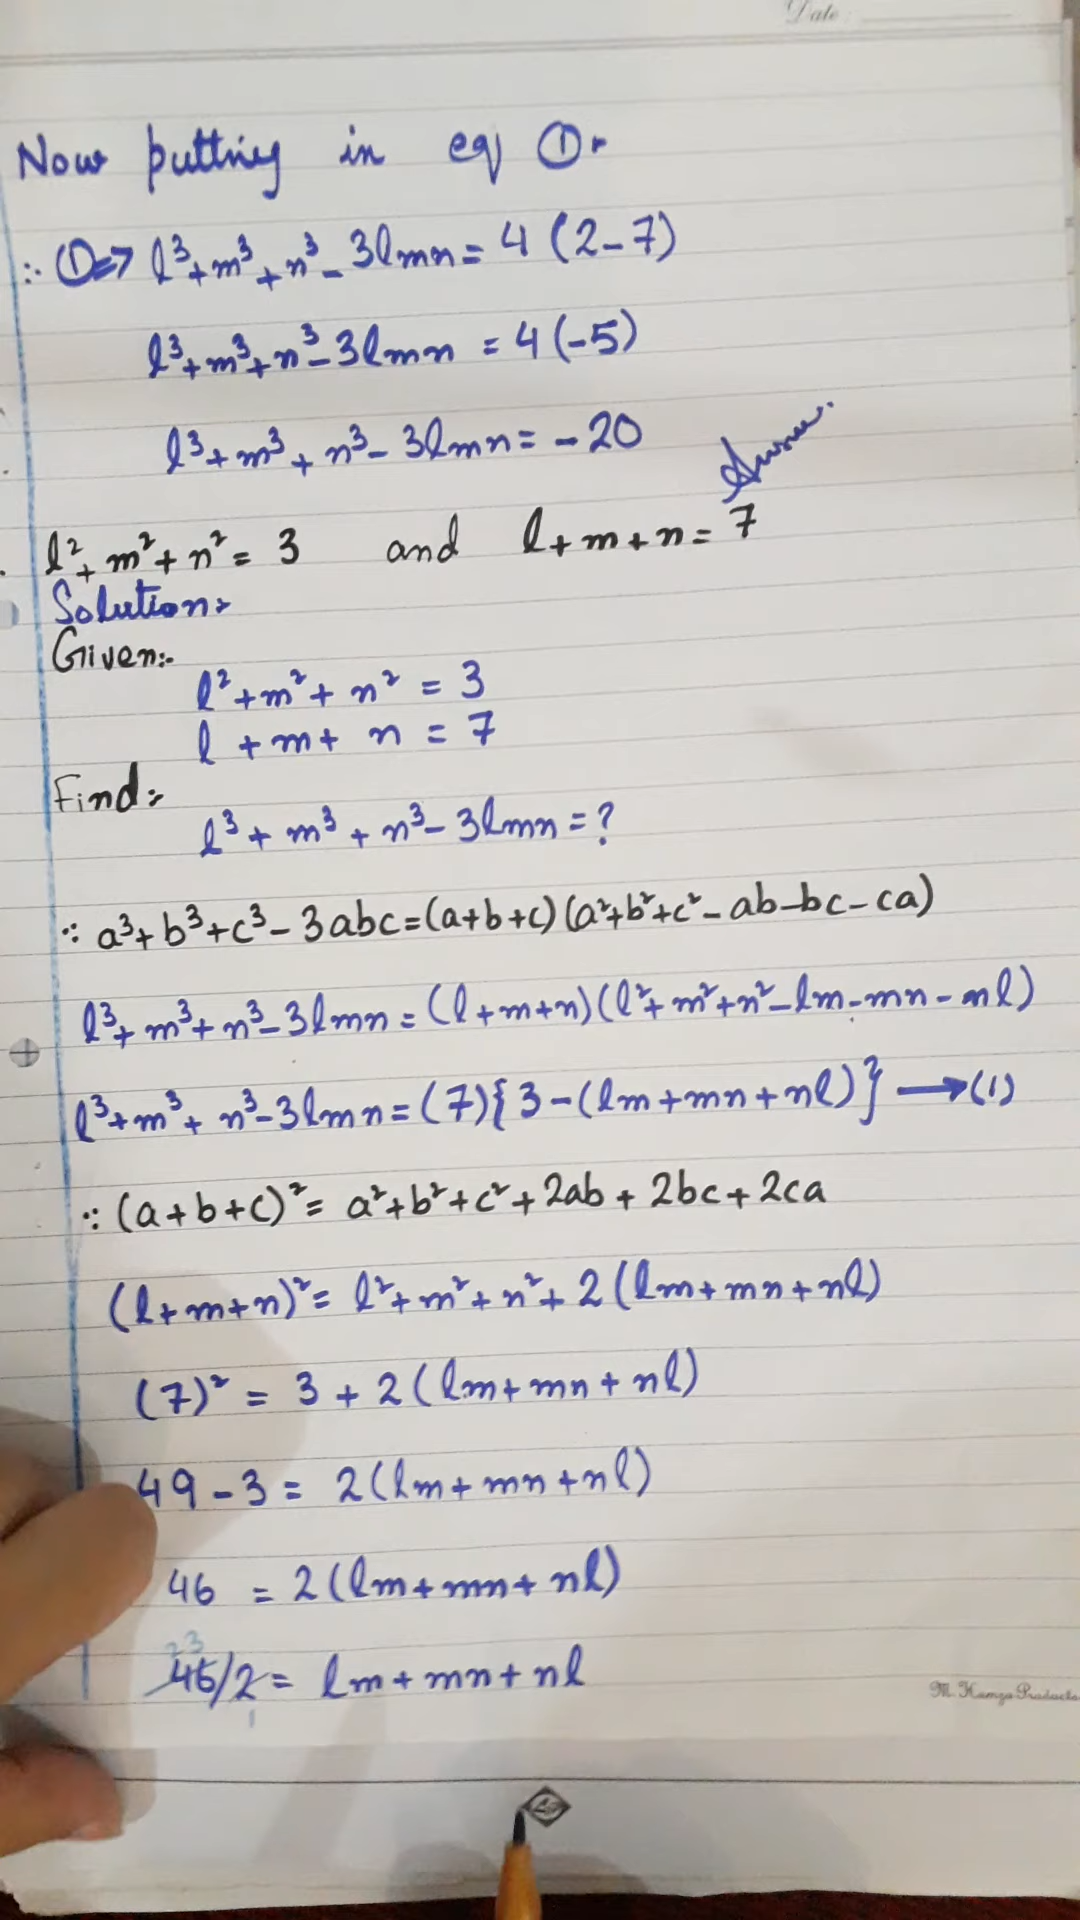 Date:
Now putting in eq ①:-
∴ ①=> l³+m³+n³-3lmn=4(2-7)
l³+m³+n³-3lmn=4(-5)
l³+m³+n³-3lmn=-20
Answer.
l²+m²+n²=3 and l+m+n=7
Solution:-
Given:-
l²+m²+n²=3
l+m+n=7
Find:-
l³+m³+n³-3lmn=?
∵ a³+b³+c³-3abc=(a+b+c)(a²+b²+c²-ab-bc-ca)
l³+m³+n³-3lmn=(l+m+n)(l²+m²+n²-lm-mn-nl)
l³+m³+n³-3lmn=(7){3-(lm+mn+nl)}→(1)
∵ (a+b+c)²=a²+b²+c²+2ab+2bc+2ca
(l+m+n)²=l²+m²+n²+2(lm+mn+nl)
(7)²=3+2(lm+mn+nl)
49-3=2(lm+mn+nl)
46=2(lm+mn+nl)
23
46/2=lm+mn+nl
1
M. Hamza Products